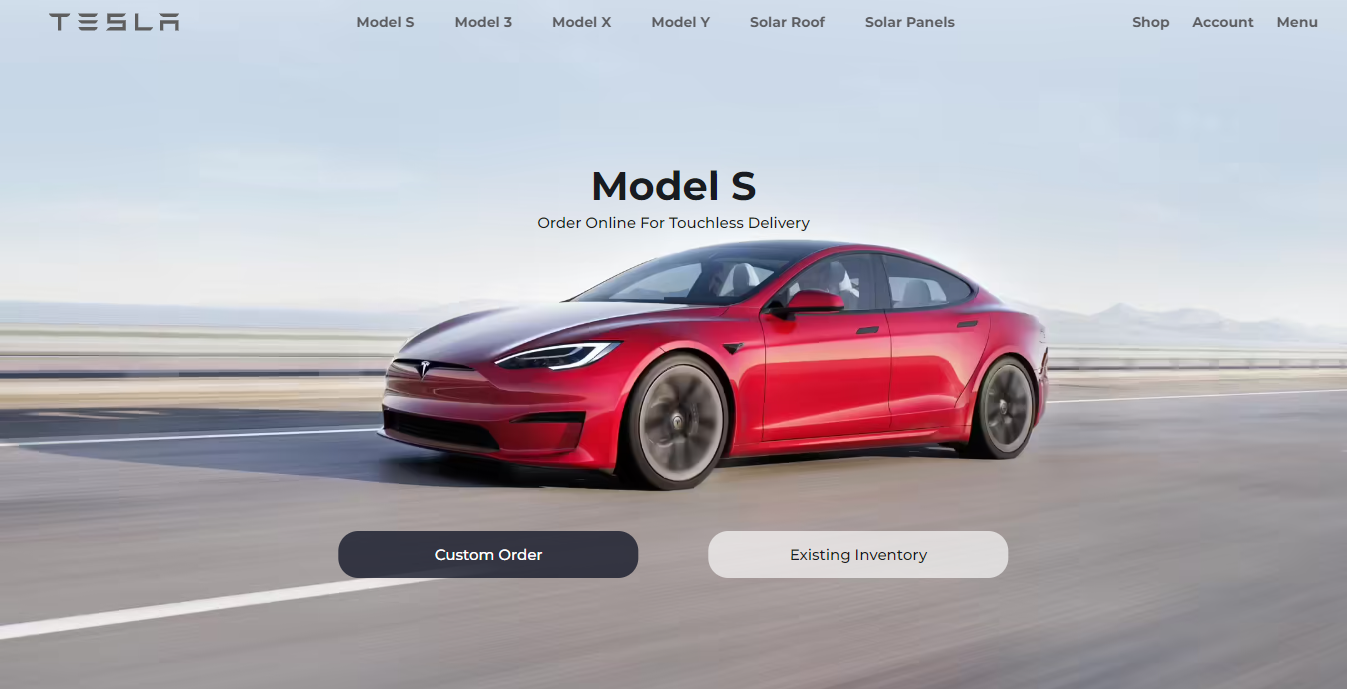 TESLA Model S Model 3 Model X Model Y Solar Roof Solar Panels Shop Account Menu
Model S
Order Online For Touchless Delivery
Custom Order Existing Inventory